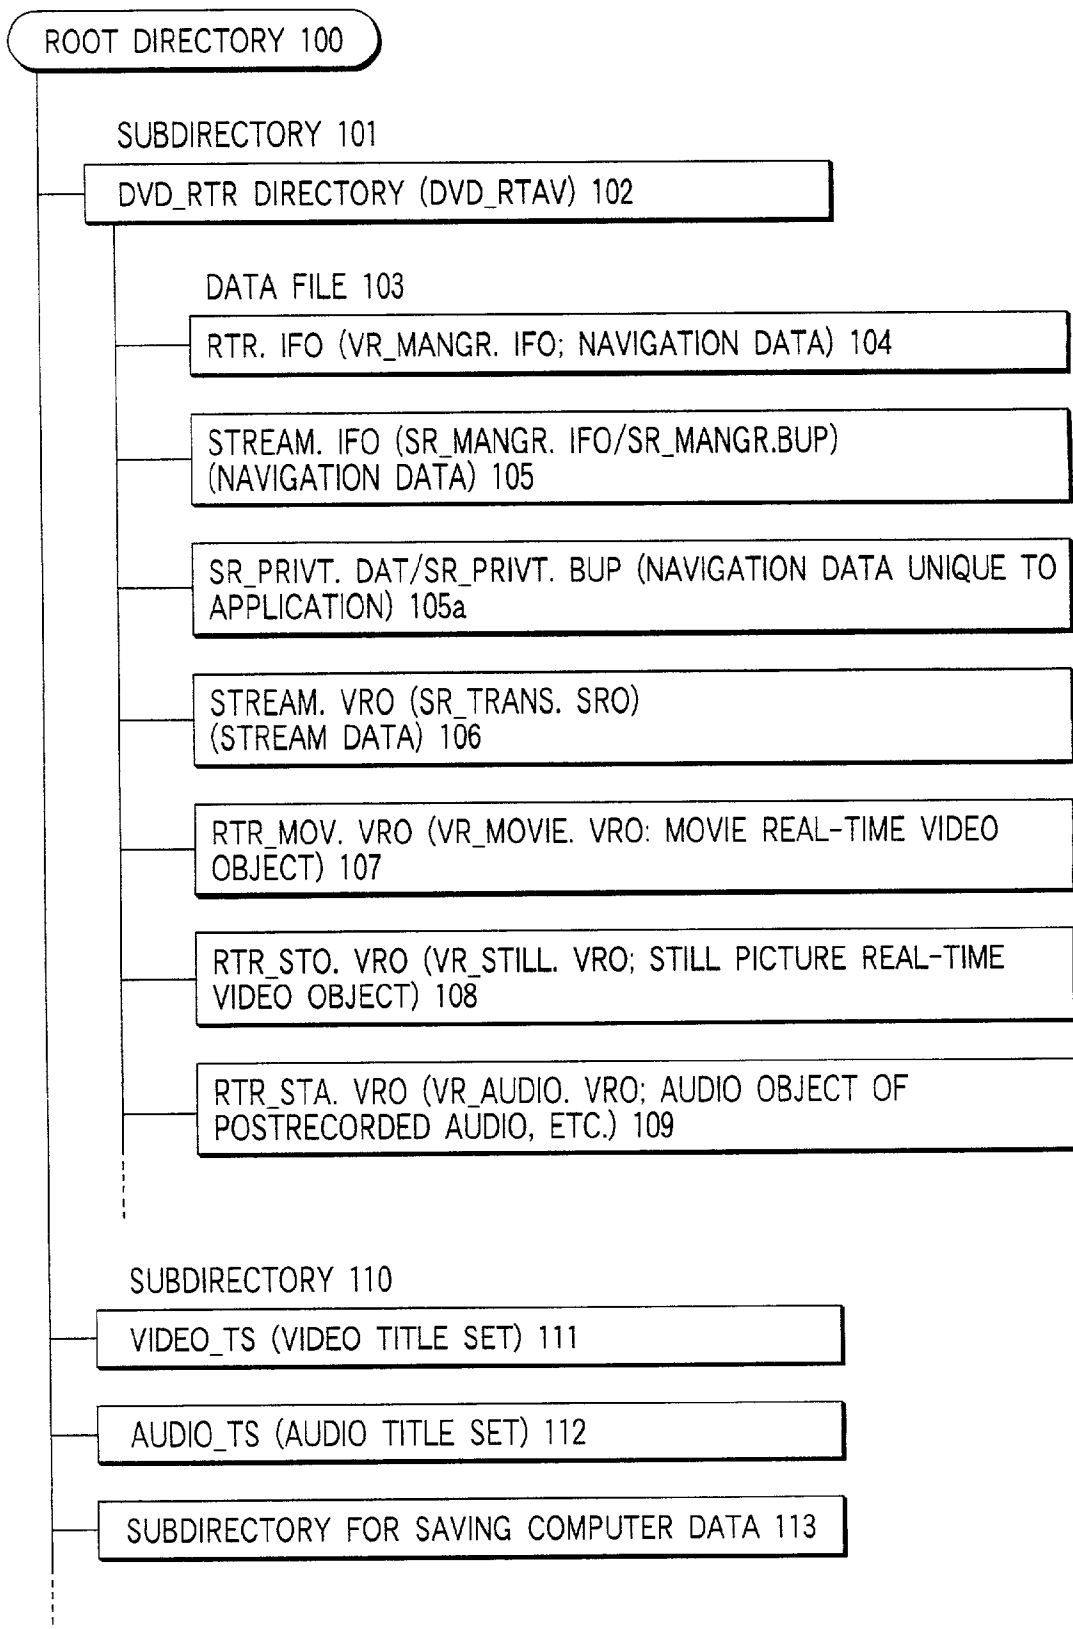 ROOT DIRECTORY 100
SUBDIRECTORY 101
DVD_RTR DIRECTORY (DVD_RTAV) 102
DATA FILE 103
RTR. IFO (VR_MANGR. IFO; NAVIGATION DATA) 104
STREAM. IFO (SR_MANGR. IFO/SR_MANGR.BUP)
(NAVIGATION DATA) 105
SR_PRIVT. DAT/SR_PRIVT. BUP (NAVIGATION DATA UNIQUE TO
APPLICATION) 105a
STREAM. VRO (SR_TRANS. SRO)
(STREAM DATA) 106
RTR_MOV. VRO (VR_MOVIE. VRO: MOVIE REAL-TIME VIDEO
OBJECT) 107
RTR_STO. VRO (VR_STILL. VRO; STILL PICTURE REAL-TIME
VIDEO OBJECT) 108
RTR_STA. VRO (VR_AUDIO. VRO; AUDIO OBJECT OF
POSTRECORDED AUDIO, ETC.) 109
SUBDIRECTORY 110
VIDEO_TS (VIDEO TITLE SET) 111
AUDIO_TS (AUDIO TITLE SET) 112
SUBDIRECTORY FOR SAVING COMPUTER DATA 113